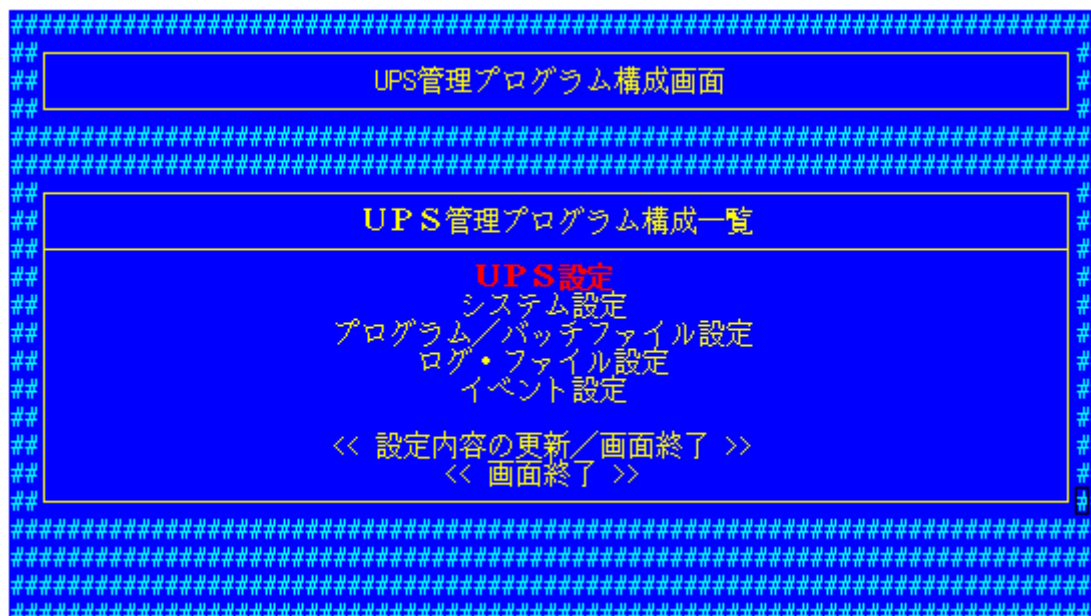 UPS管理プログラム構成画面
UPS管理プログラム構成一覧
UPS設定
システム設定
プログラム/バッチファイル設定
ログ・ファイル設定
イベント設定
<< 設定内容の更新/画面終了 >>
<< 画面終了 >>